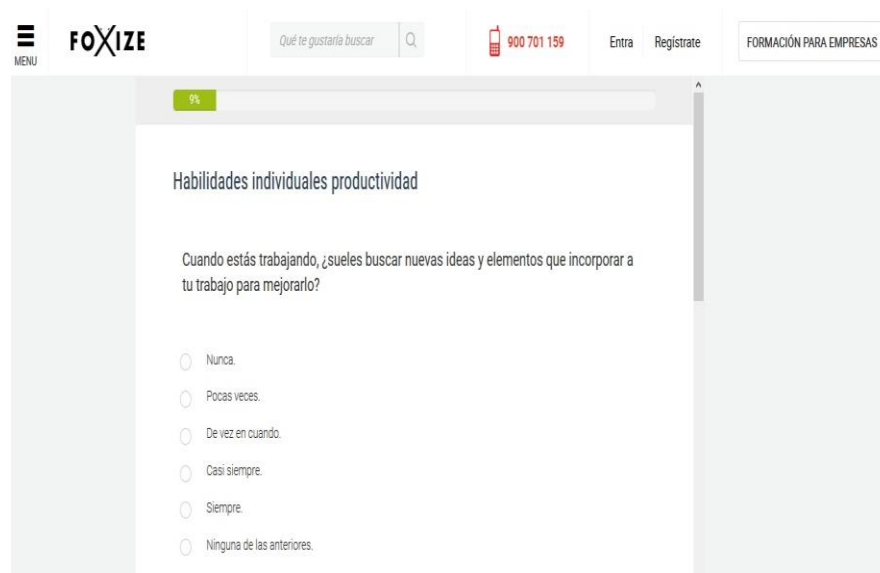 MENU
FOXIZE
Qué te gustaría buscar
900 701 159
Entra
Regístrate
FORMACIÓN PARA EMPRESAS
9%
Habilidades individuales productividad
Cuando estás trabajando, ¿sueles buscar nuevas ideas y elementos que incorporar a
tu trabajo para mejorarlo?
Nunca.
Pocas veces.
De vez en cuando.
Casi siempre.
Siempre.
Ninguna de las anteriores.